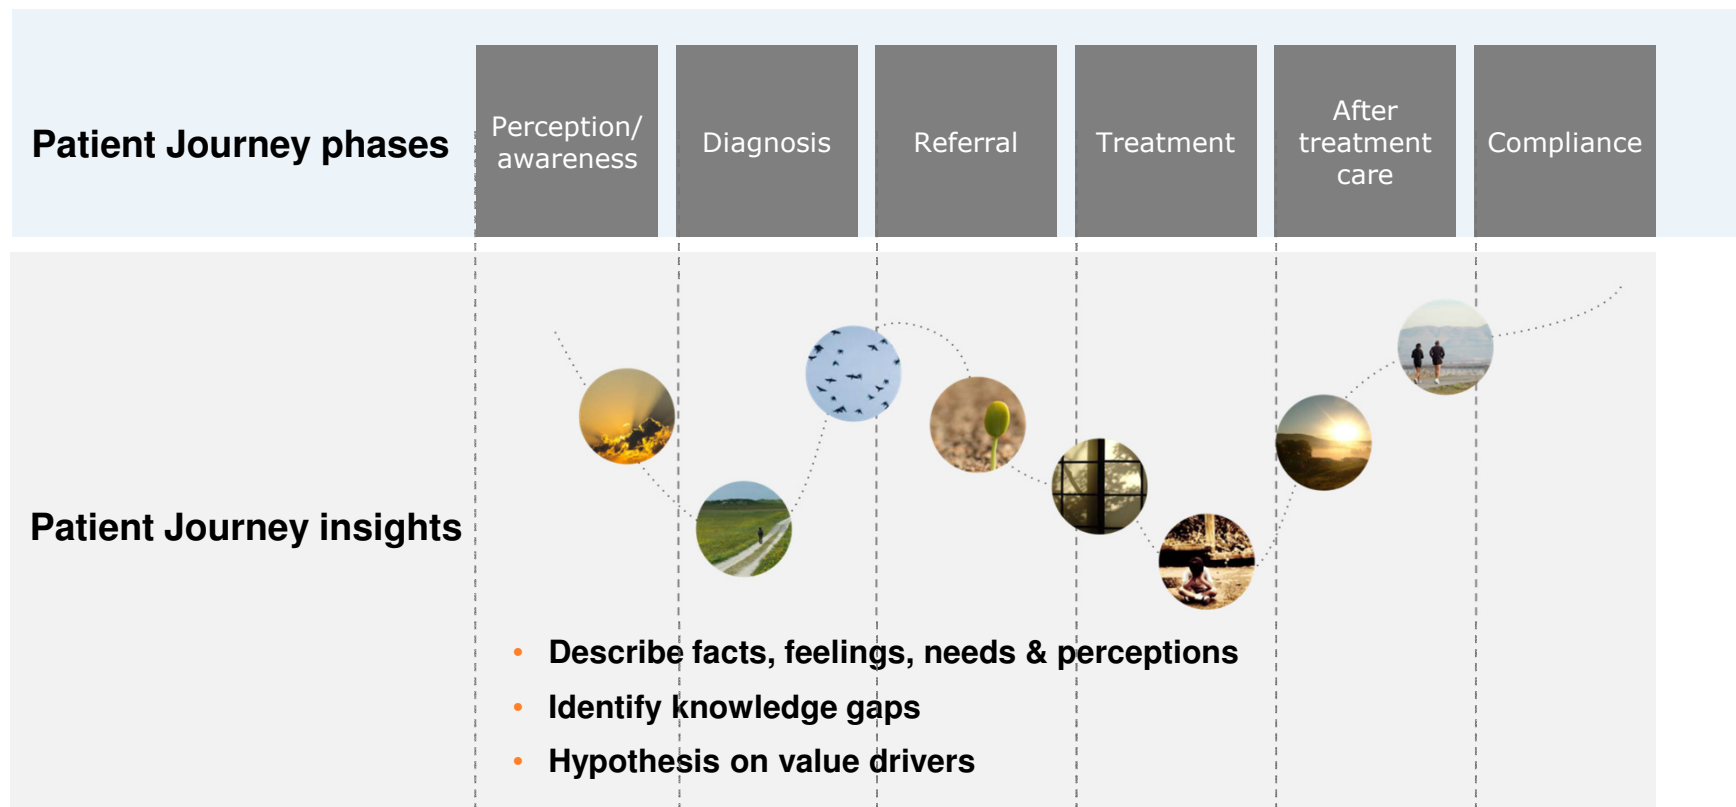 Patient Journey phases
Perception/
awareness
Diagnosis
Referral
Treatment
After
treatment
care
Compliance
Patient Journey insights
• Describe facts, feelings, needs & perceptions
• Identify knowledge gaps
• Hypothesis on value drivers